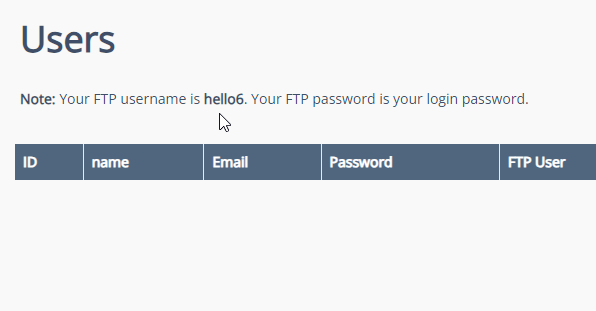 Users
Note: Your FTP username is hello6. Your FTP password is your login password.
ID name Email Password FTP User